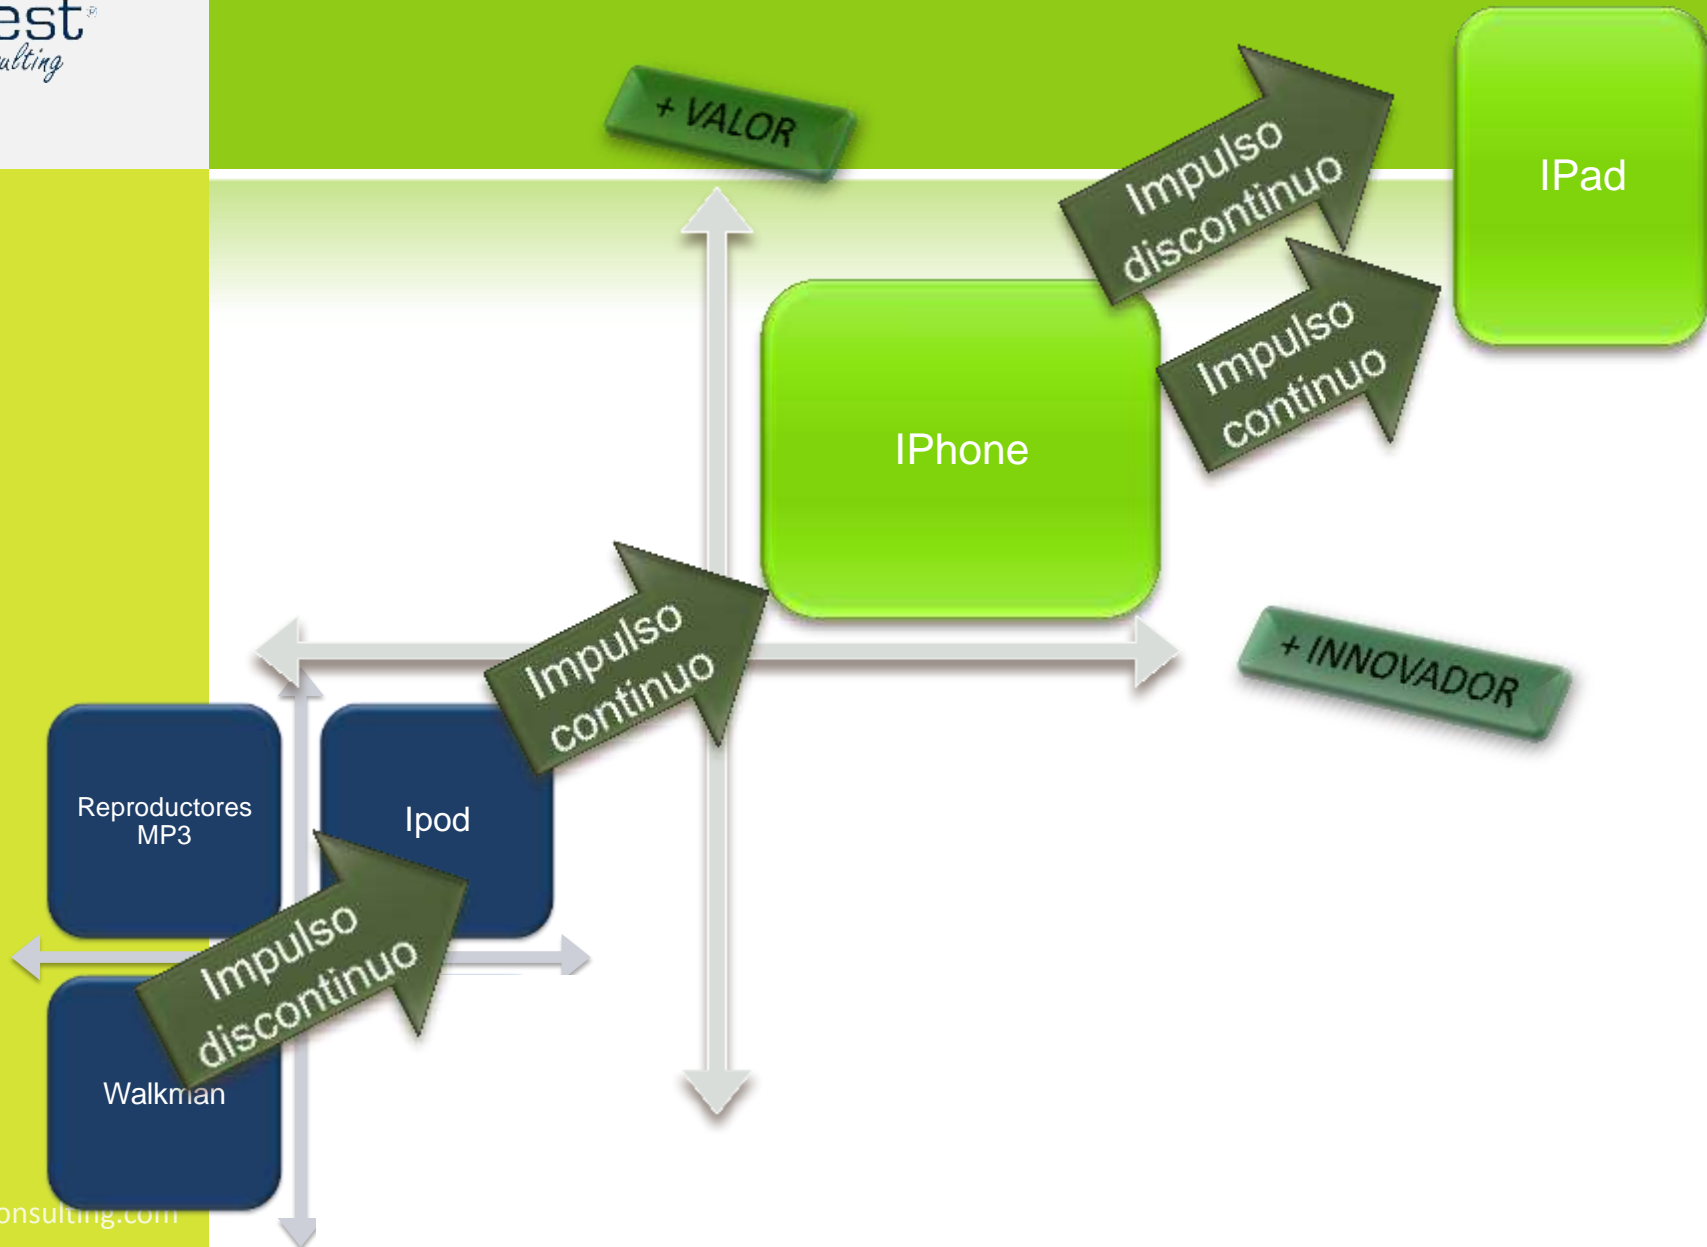 est®
ulting
+ VALOR
Impulso
discontinuo
IPad
Impulso
continuo
IPhone
Impulso
continuo
+ INNOVADOR
Reproductores
MP3
Ipod
Impulso
discontinuo
Walkman
onsulting.com